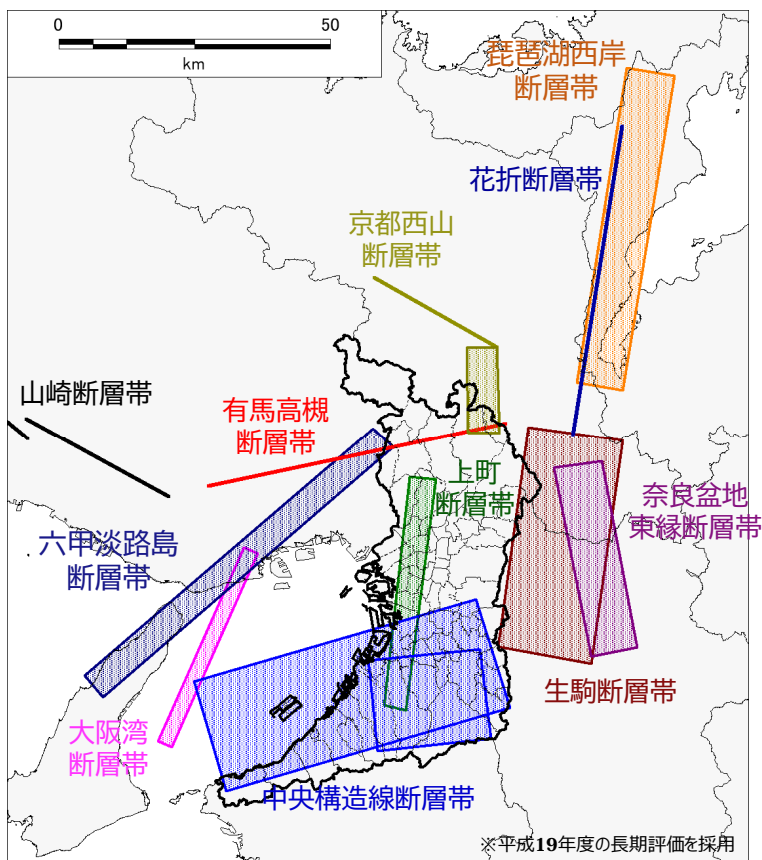 0
50
km
琵琶湖西岸
断層帯
花折断層帯
京都西山
断層帯
山崎断層帯
有馬高槻
断層帯
上町
断層帯
奈良盆地
東縁断層帯
六甲淡路島
断層帯
生駒断層帯
大阪湾
断層帯
中央構造線断層帯
※平成19年度の長期評価を採用